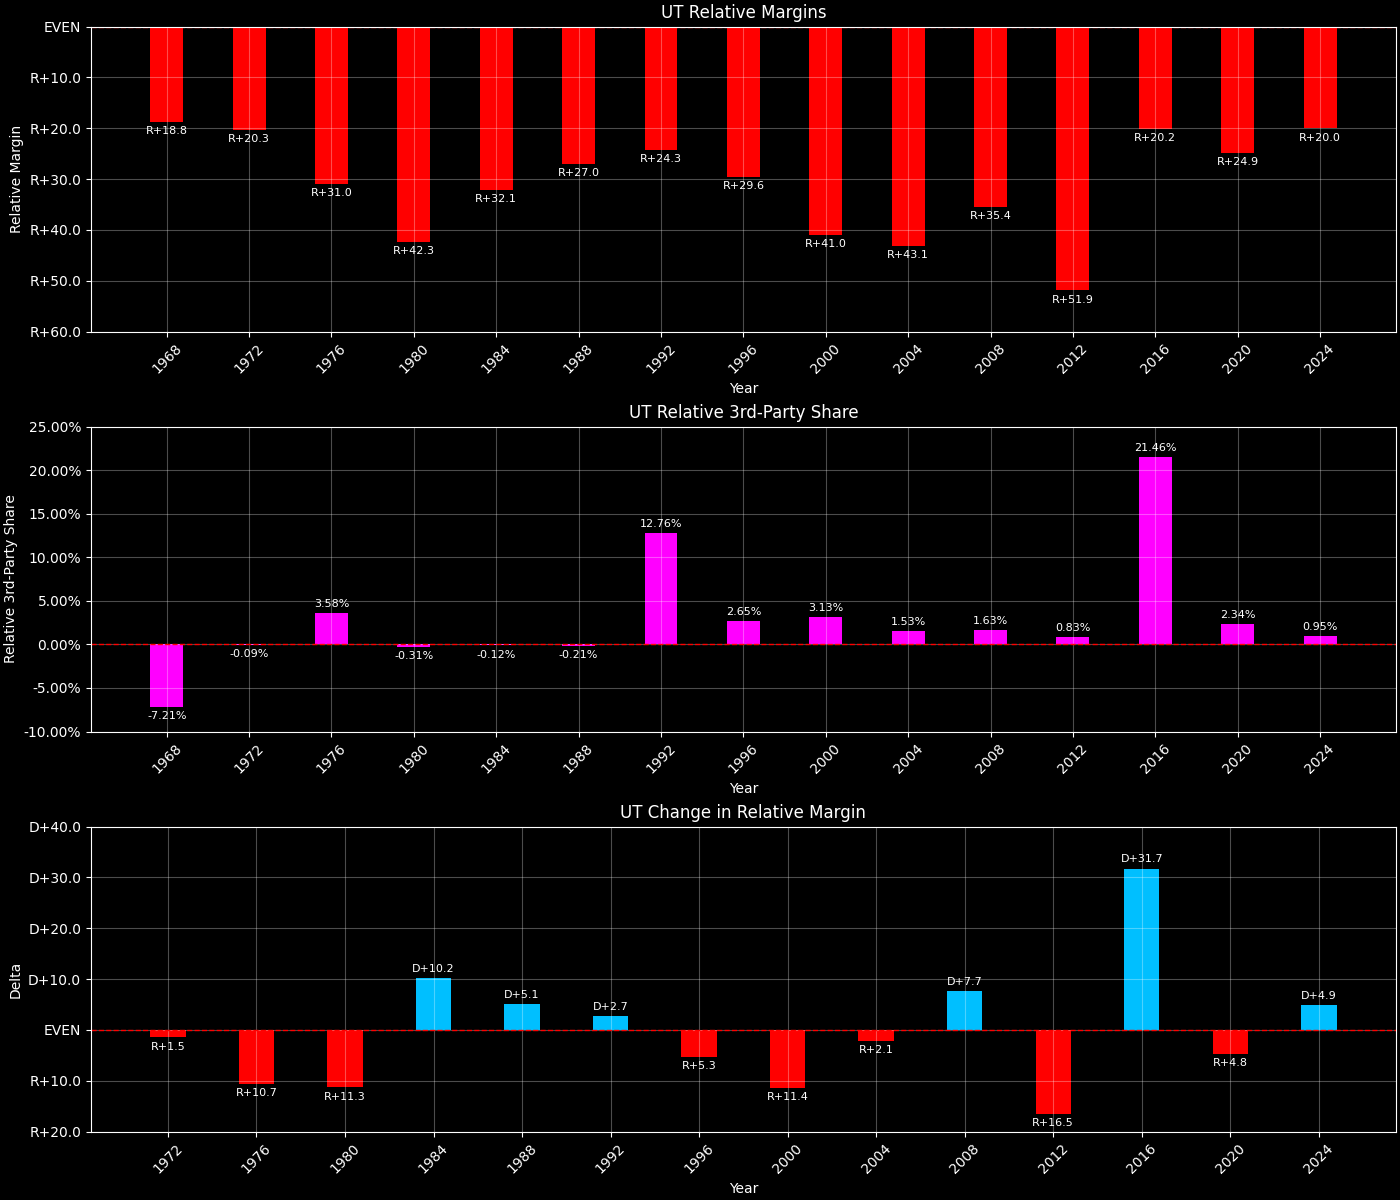 UT Relative Margins
Relative Margin
EVEN
R+10.0
R+20.0
R+30.0
R+40.0
R+50.0
R+60.0
R+18.8
R+20.3
R+31.0
R+42.3
R+32.1
R+27.0
R+24.3
R+29.6
R+41.0
R+43.1
R+35.4
R+51.9
R+20.2
R+24.9
R+20.0
1968
1972
1976
1980
1984
1988
1992
1996
2000
2004
2008
2012
2016
2020
2024
Year
UT Relative 3rd-Party Share
Relative 3rd-Party Share
25.00%
20.00%
15.00%
10.00%
5.00%
0.00%
-5.00%
-10.00%
-7.21%
-0.09%
3.58%
-0.31%
-0.12%
-0.21%
12.76%
2.65%
3.13%
1.53%
1.63%
0.83%
21.46%
2.34%
0.95%
1968
1972
1976
1980
1984
1988
1992
1996
2000
2004
2008
2012
2016
2020
2024
Year
UT Change in Relative Margin
Delta
D+40.0
D+30.0
D+20.0
D+10.0
EVEN
R+10.0
R+20.0
R+1.5
R+10.7
R+11.3
D+10.2
D+5.1
D+2.7
R+5.3
R+11.4
R+2.1
D+7.7
R+16.5
D+31.7
R+4.8
D+4.9
1972
1976
1980
1984
1988
1992
1996
2000
2004
2008
2012
2016
2020
2024
Year